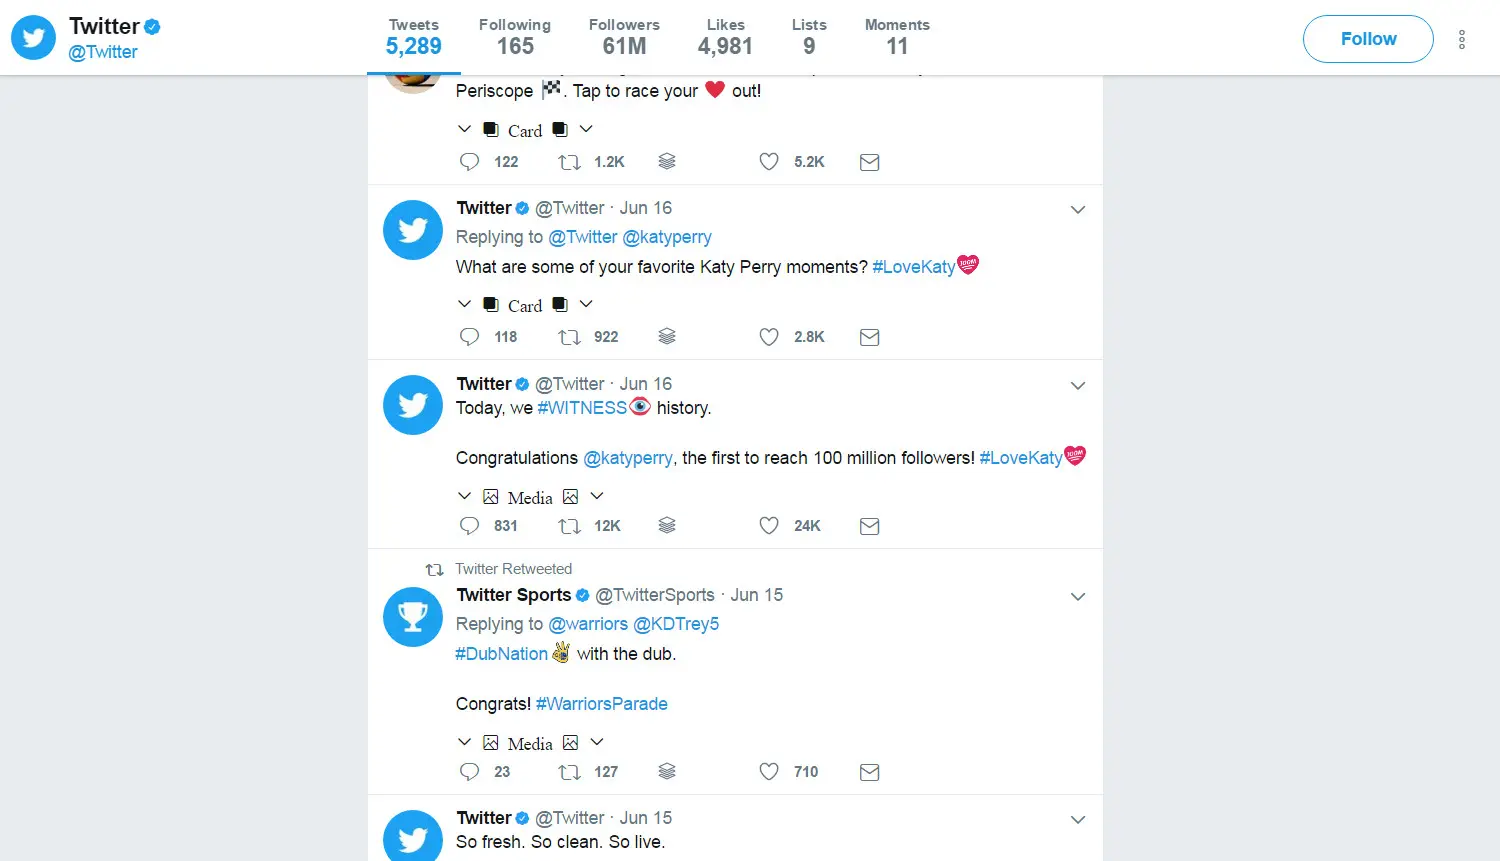 Twitter
@Twitter
Tweets Following Followers Likes Lists Moments
5,289 165 61M 4,981 9 11
Follow
Periscope 🏁. Tap to race your ❤️ out!
Card
122 1.2K 5.2K
Twitter @Twitter · Jun 16
Replying to @Twitter @katyperry
What are some of your favorite Katy Perry moments? #LoveKaty
Card
118 922 2.8K
Twitter @Twitter · Jun 16
Today, we #WITNESS history.
Congratulations @katyperry, the first to reach 100 million followers! #LoveKaty
Media
831 12K 24K
Twitter Retweeted
Twitter Sports @TwitterSports · Jun 15
Replying to @warriors @KDTrey5
#DubNation with the dub.
Congrats! #WarriorsParade
Media
23 127 710
Twitter @Twitter · Jun 15
So fresh. So clean. So live.